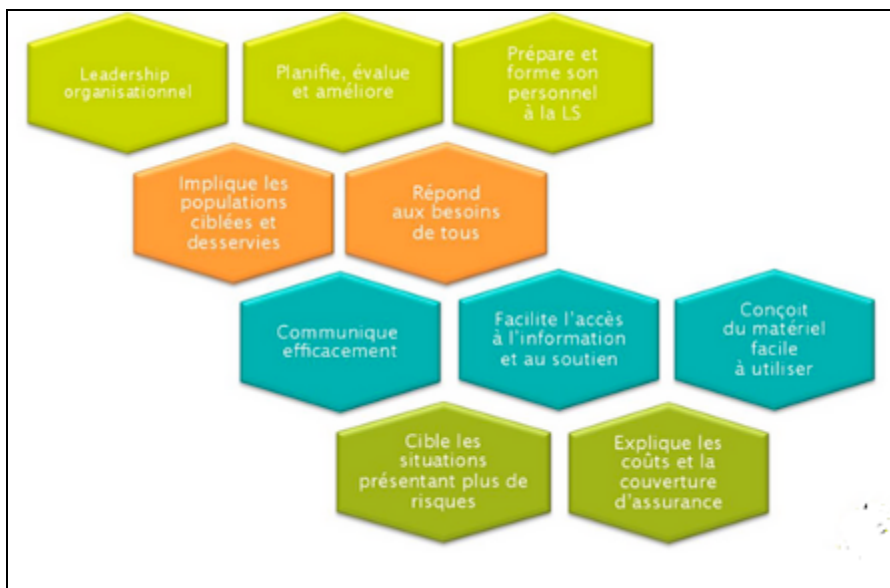 Leadership
organisationnel
Planifie, évalue
et améliore
Prépare et
forme son
personnel
à la LS
Implique les
populations
ciblées et
desservies
Répond
aux besoins
de tous
Communique
efficacement
Facilite l'accès
à l'information
et au soutien
Conçoit
du matériel
facile
à utiliser
Cible les
situations
présentant plus de
risques
Explique les
coûts et la
couverture
d'assurance